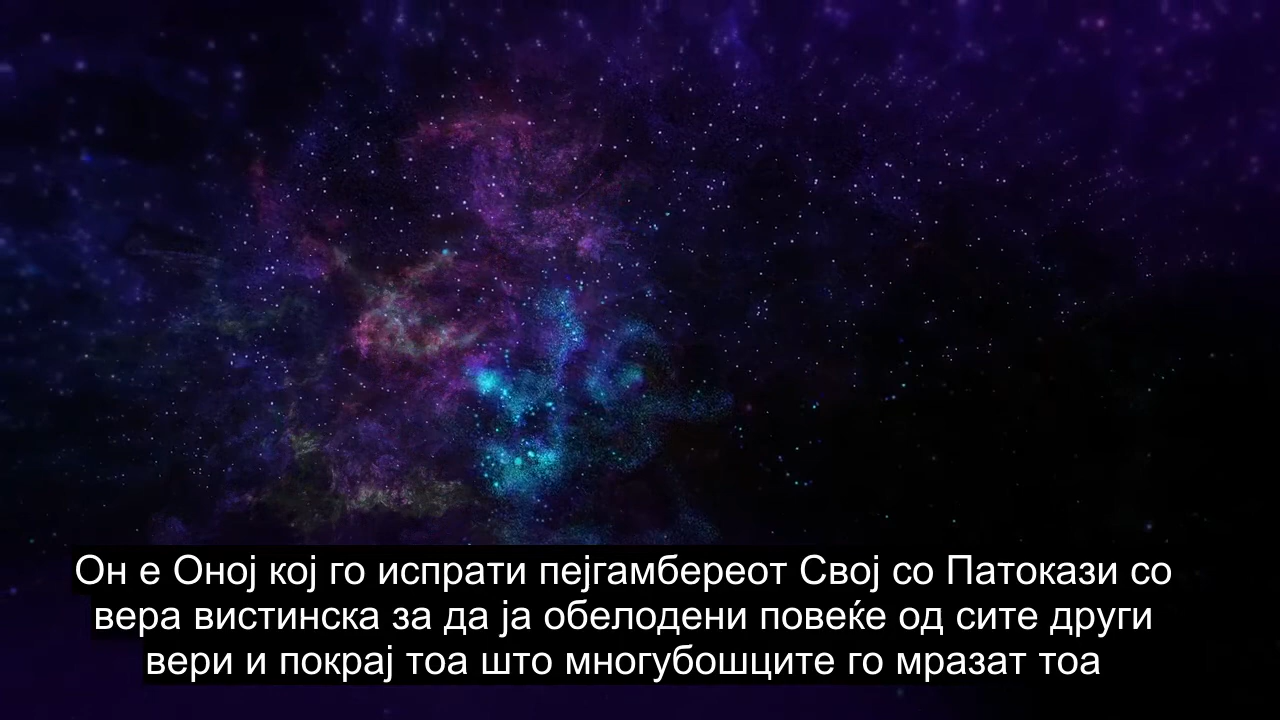 Он е Оној кој го испрати пејгамбереот Свој со Патокази со
вера вистинска за да ја обелодени повеќе од сите други
вери и покрај тоа што многубошците го мразат тоа